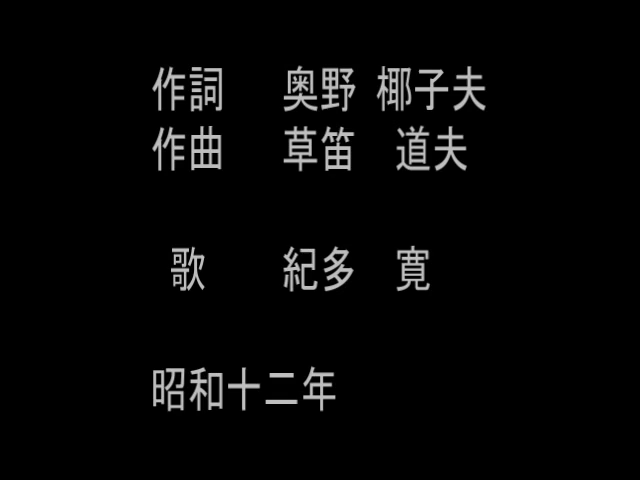 作詞　奥野 椰子夫
作曲　草笛　道夫
歌　紀多　寛
昭和十二年